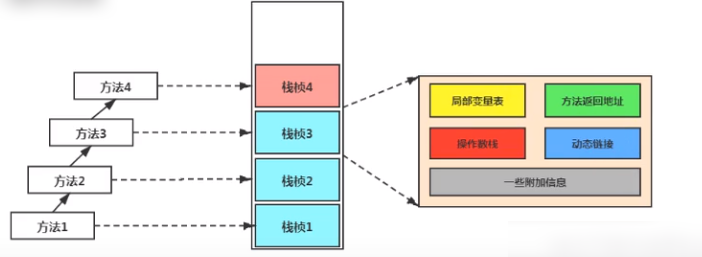 方法4
方法3
方法2
方法1
栈桢4
栈桢3
栈桢2
栈桢1
局部变量表
方法返回地址
操作数栈
动态链接
一些附加信息